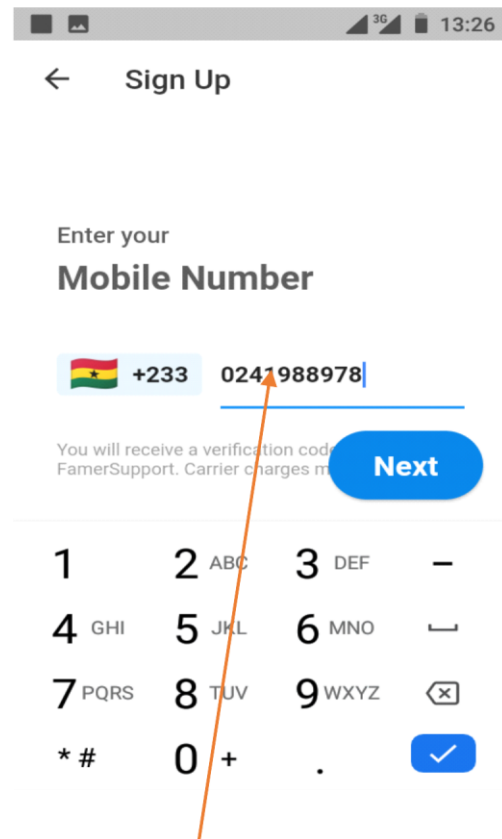 3G 13:26
Sign Up
Enter your
Mobile Number
+233 0241988978
You will receive a verification
FamerSupport. Carrier charges
Next
1 2 ABC 3 DEF –
4 GHI 5 JKL 6 MNO
7 PQRS 8 TUV 9 WXYZ
* # 0 + .